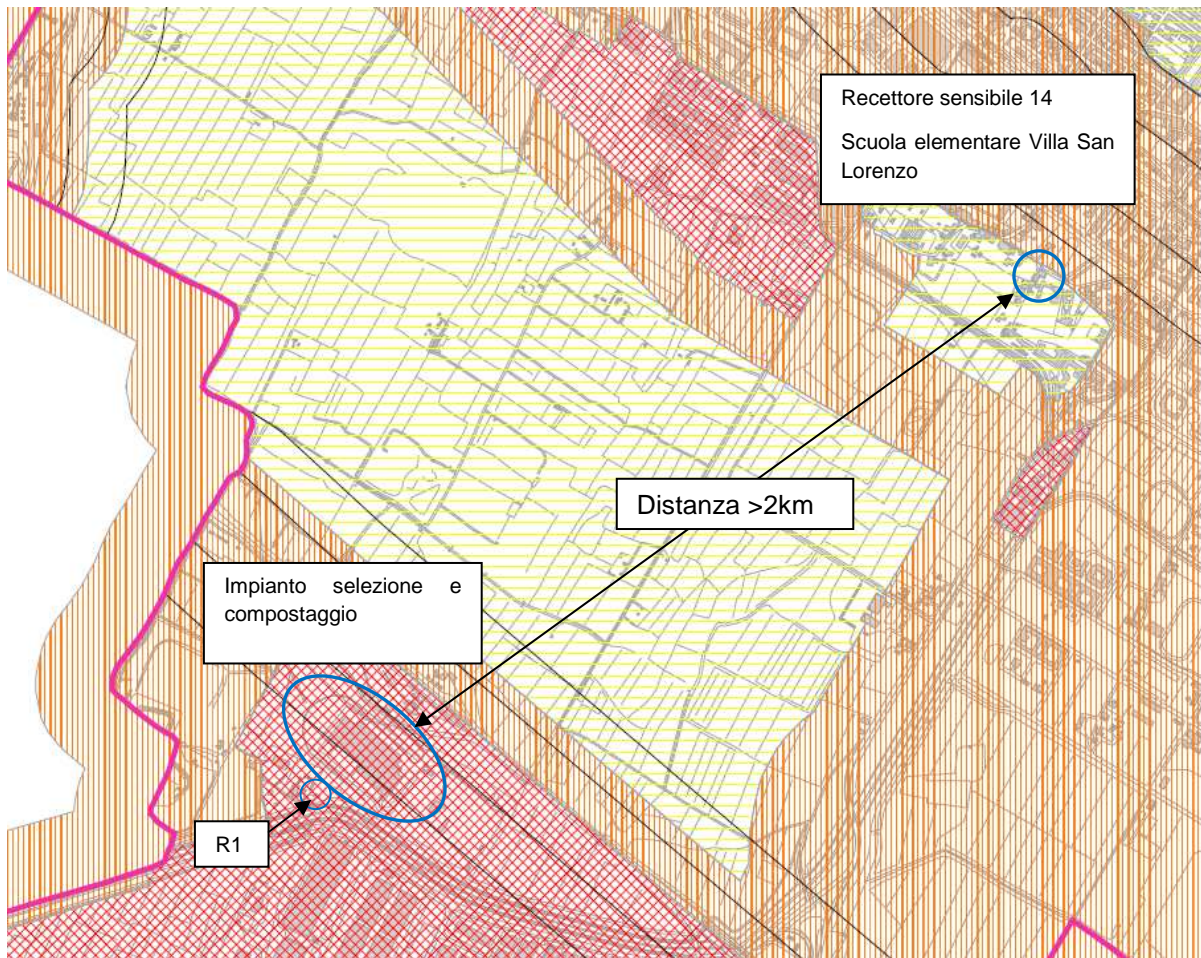 Recettore sensibile 14
Scuola elementare Villa San
Lorenzo
Distanza >2km
Impianto selezione e
compostaggio
R1